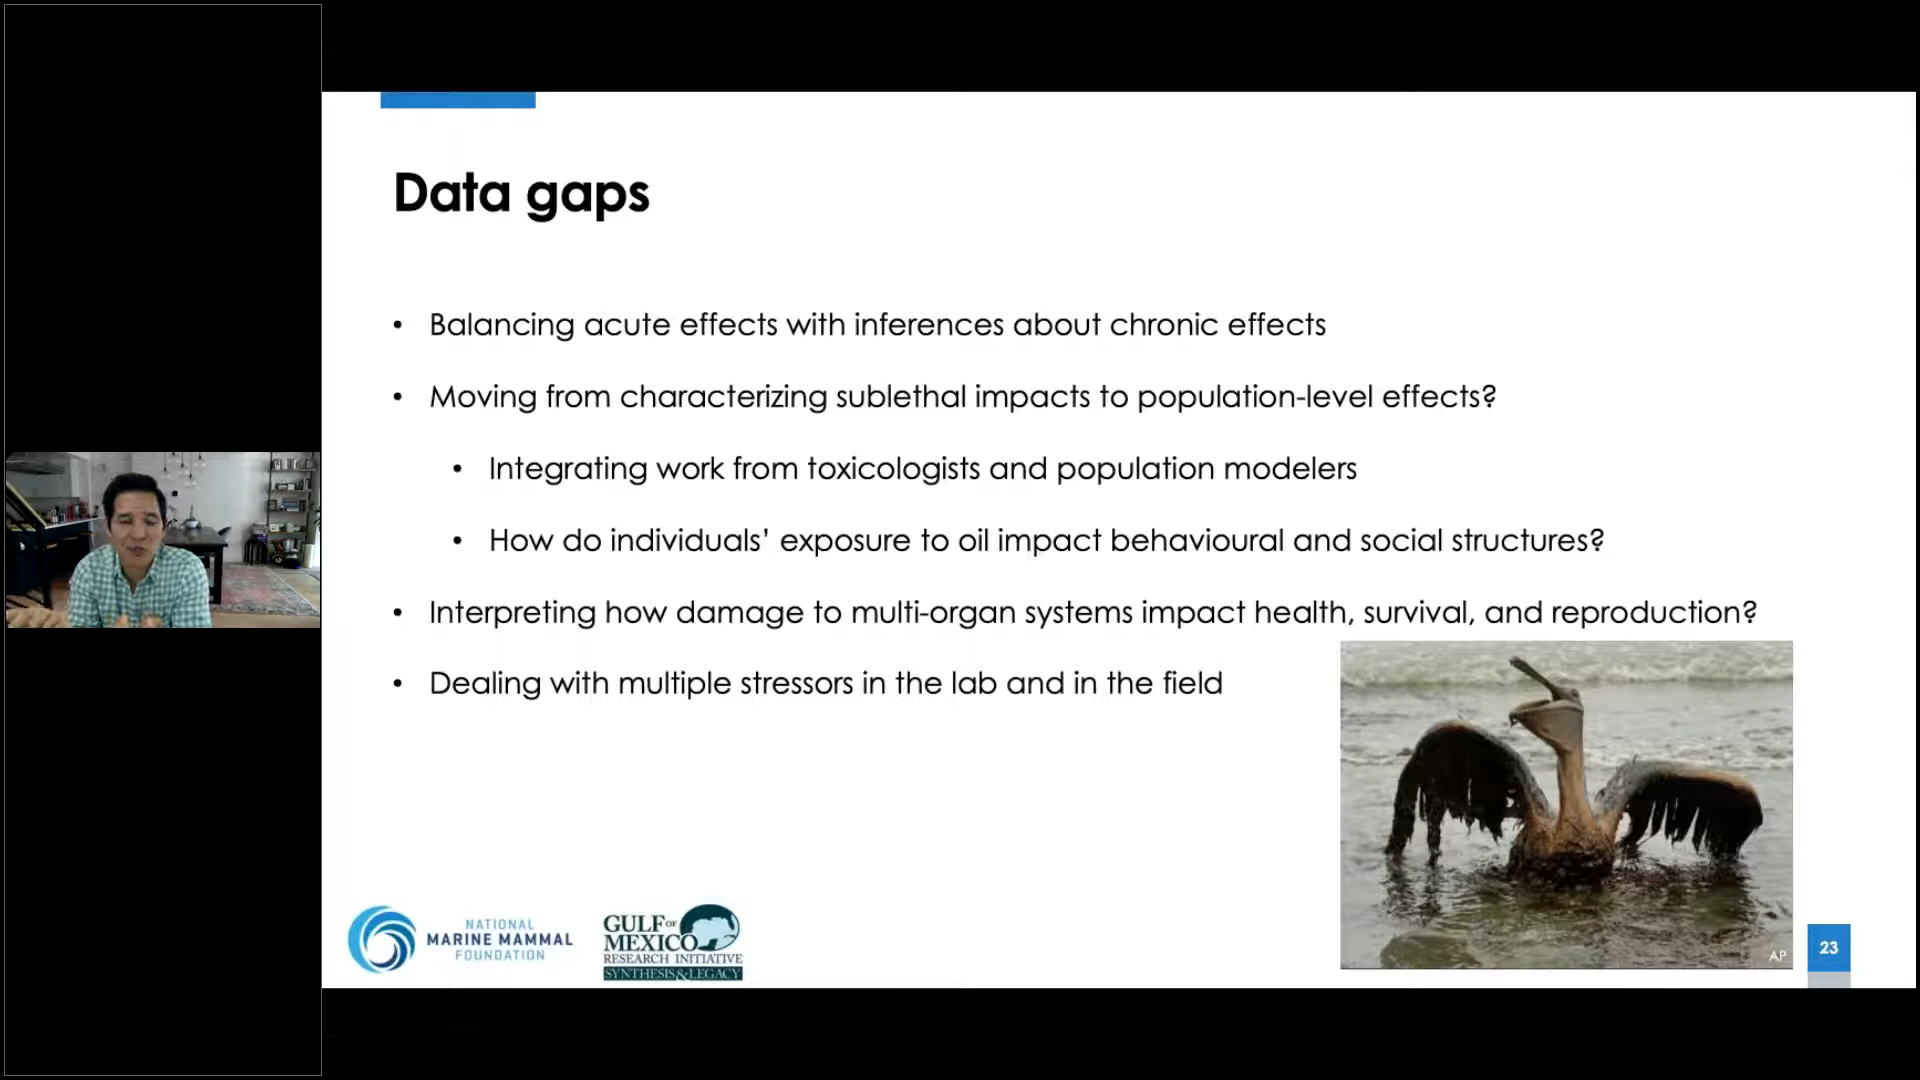 Data gaps
• Balancing acute effects with inferences about chronic effects
• Moving from characterizing sublethal impacts to population-level effects?
• Integrating work from toxicologists and population modelers
• How do individuals’ exposure to oil impact behavioural and social structures?
• Interpreting how damage to multi-organ systems impact health, survival, and reproduction?
• Dealing with multiple stressors in the lab and in the field
AP
NATIONAL
MARINE MAMMAL
FOUNDATION
GULF OF
MEXICO
RESEARCH INITIATIVE
SYNTHESIS & LEGACY
23